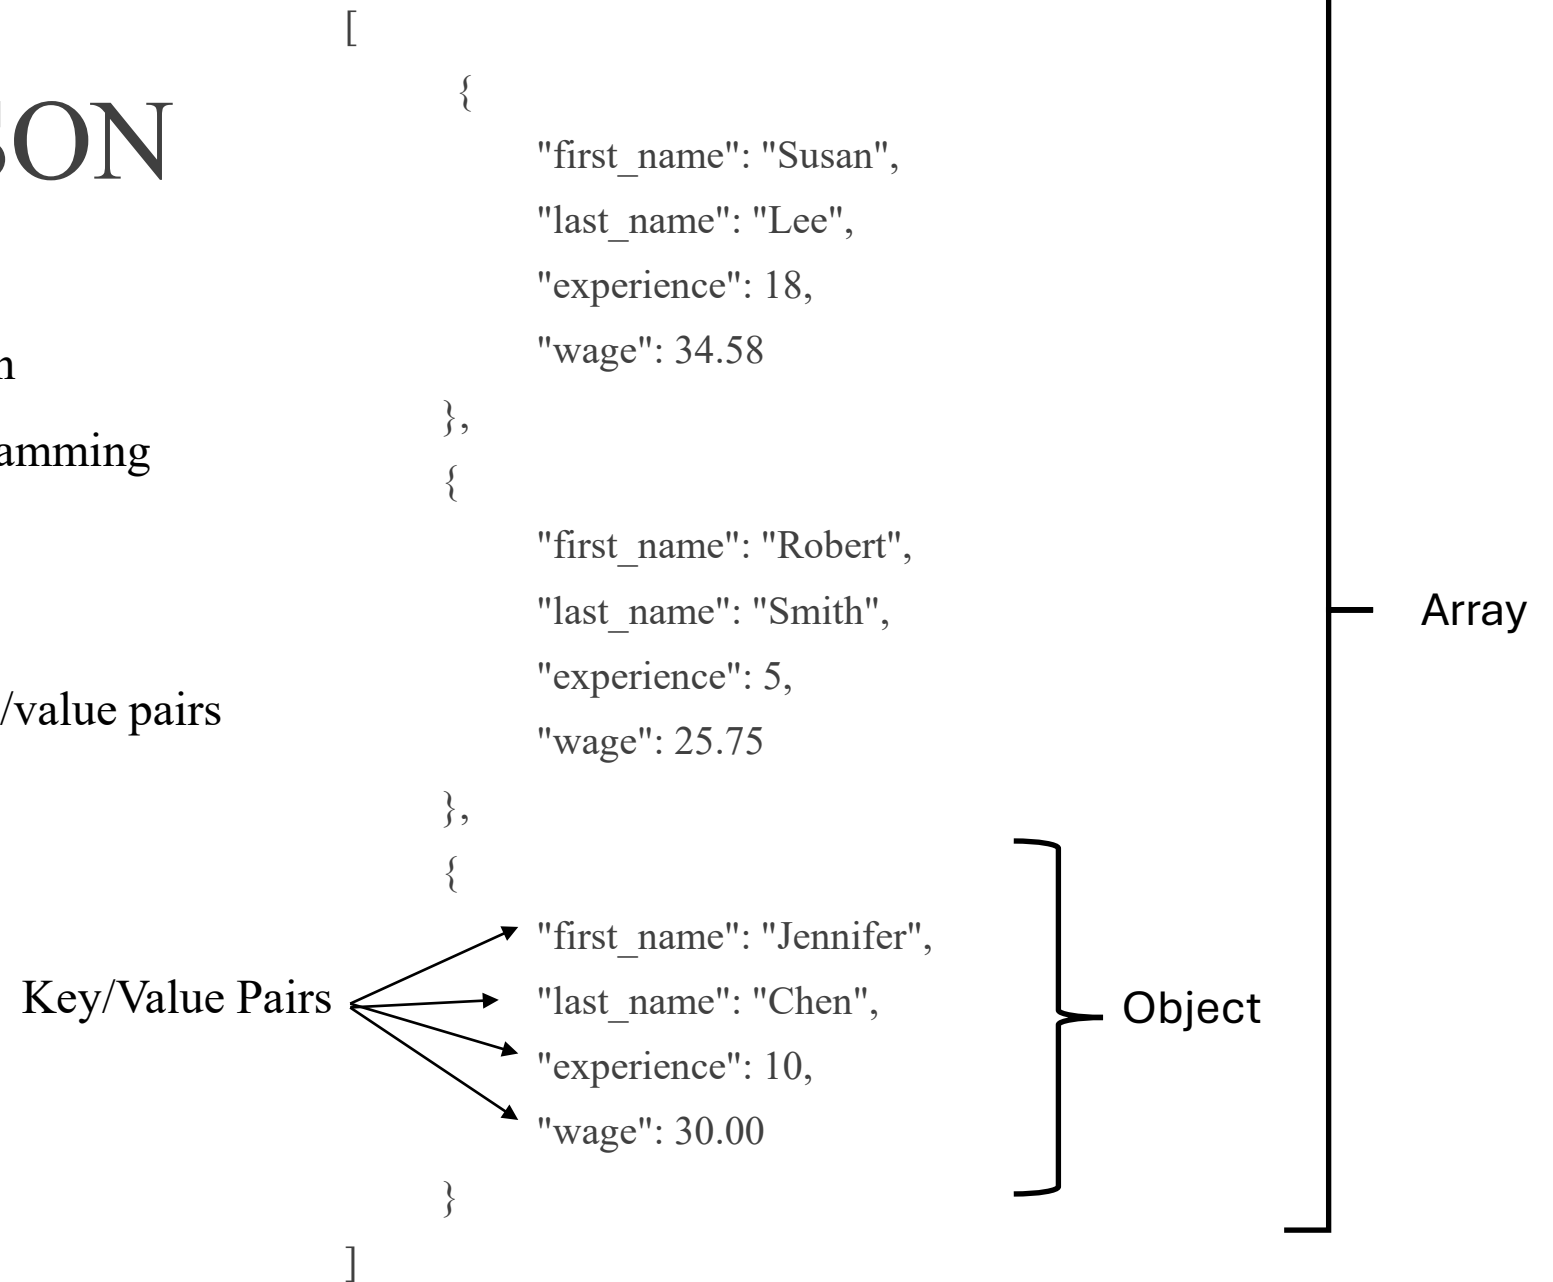 [
{
SON
"first_name": "Susan",
"last_name": "Lee",
"experience": 18,
"wage": 34.58
n
},
amming
{
"first_name": "Robert",
"last_name": "Smith",
"experience": 5,
Array
/value pairs
"wage": 25.75
},
{
"first_name": "Jennifer",
Key/Value Pairs
"last_name": "Chen",
Object
"experience": 10,
"wage": 30.00
}
]